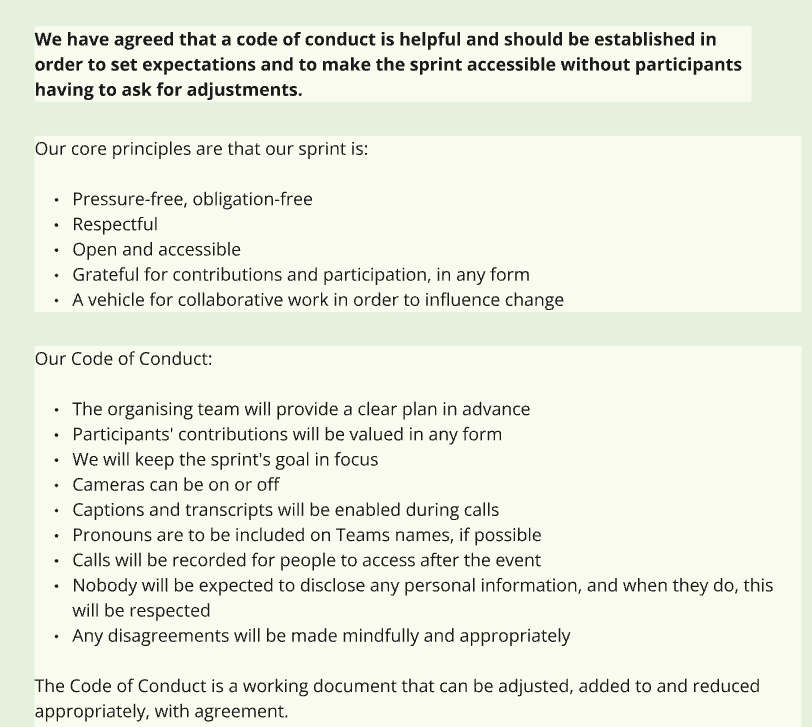 We have agreed that a code of conduct is helpful and should be established in
order to set expectations and to make the sprint accessible without participants
having to ask for adjustments.
Our core principles are that our sprint is:
• Pressure-free, obligation-free
• Respectful
• Open and accessible
• Grateful for contributions and participation, in any form
• A vehicle for collaborative work in order to influence change
Our Code of Conduct:
• The organising team will provide a clear plan in advance
• Participants' contributions will be valued in any form
• We will keep the sprint's goal in focus
• Cameras can be on or off
• Captions and transcripts will be enabled during calls
• Pronouns are to be included on Teams names, if possible
• Calls will be recorded for people to access after the event
• Nobody will be expected to disclose any personal information, and when they do, this
will be respected
• Any disagreements will be made mindfully and appropriately
The Code of Conduct is a working document that can be adjusted, added to and reduced
appropriately, with agreement.